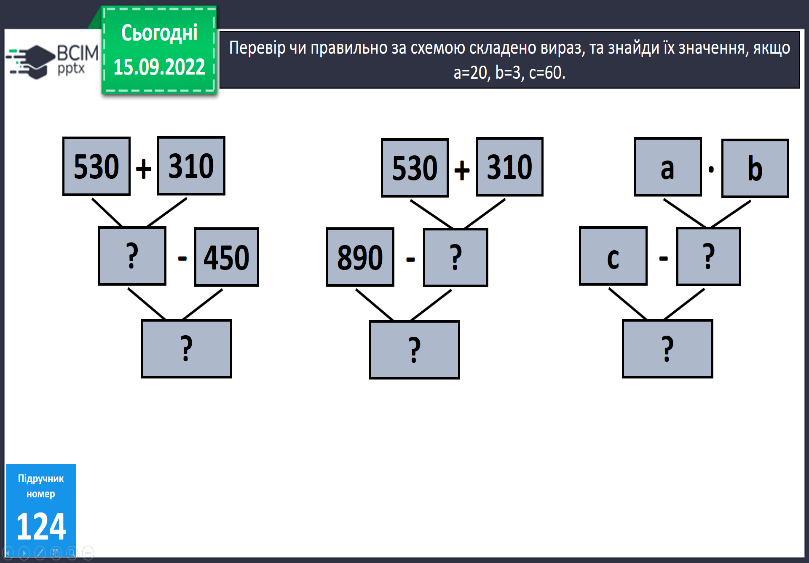 Сьогодні
15.09.2022
BCIM
pptx
Перевір чи правильно за схемою складено вираз, та знайди їх значення, якщо
a=20, b=3, c=60.
530 + 310
? - 450
?
530 + 310
890 - ?
?
a · b
c - ?
?
Підручник
номер
124